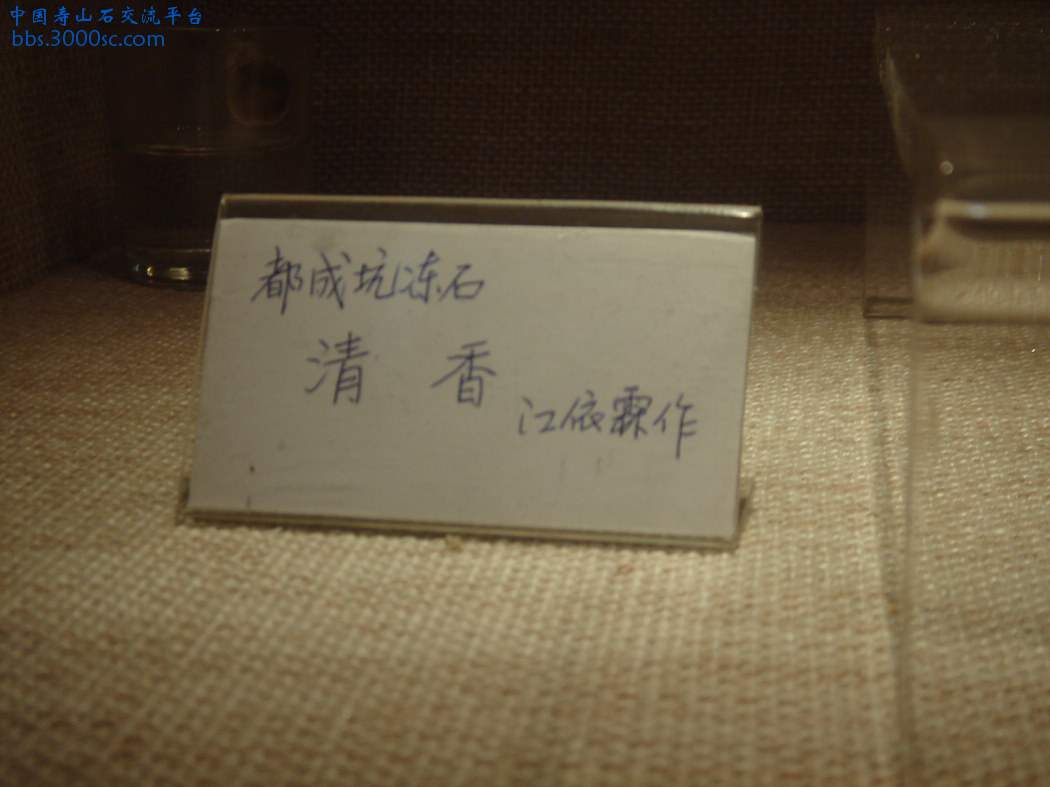 中国寿山石交流平台
bbs.3000sc.com
都成坑冻石
清 香
江依霖作